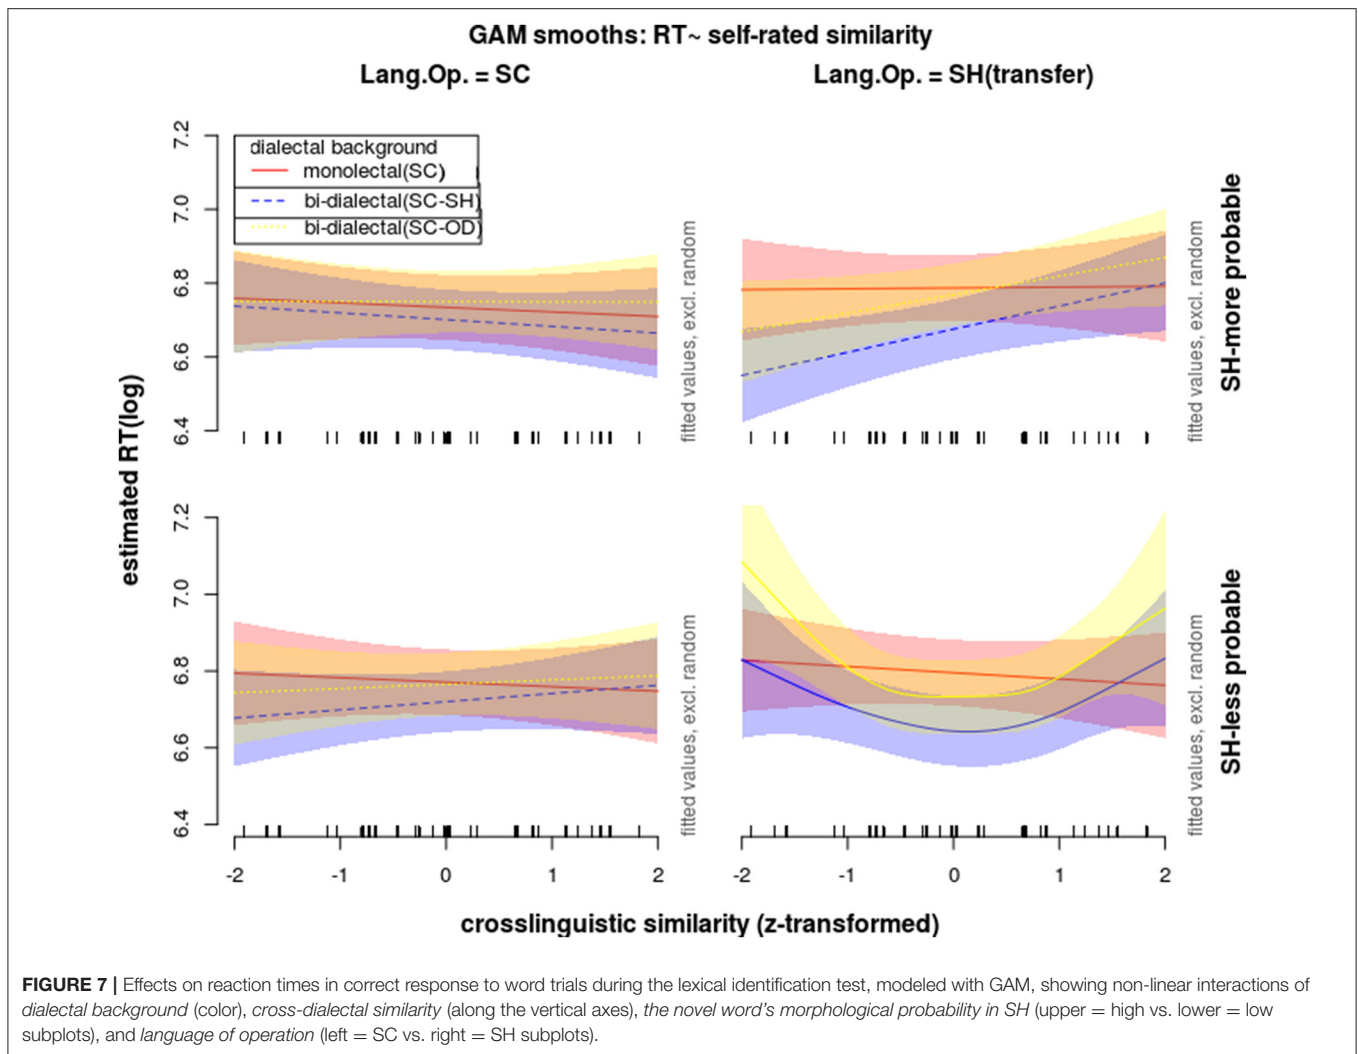 GAM smooths: RT~ self-rated similarity
Lang.Op. = SC
Lang.Op. = SH(transfer)
7.2
7.0
6.8
6.6
6.4
dialectal background
monolectal(SC)
bi-dialectal(SC-SH)
bi-dialectal(SC-OD)
fitted values, excl. random
fitted values, excl. random
SH-more probable
estimated RT(log)
7.2
7.0
6.8
6.6
6.4
fitted values, excl. random
fitted values, excl. random
SH-less probable
-2 -1 0 1 2
-2 -1 0 1 2
crosslinguistic similarity (z-transformed)
FIGURE 7 | Effects on reaction times in correct response to word trials during the lexical identification test, modeled with GAM, showing non-linear interactions of
dialectal background (color), cross-dialectal similarity (along the vertical axes), the novel word's morphological probability in SH (upper = high vs. lower = low
subplots), and language of operation (left = SC vs. right = SH subplots).